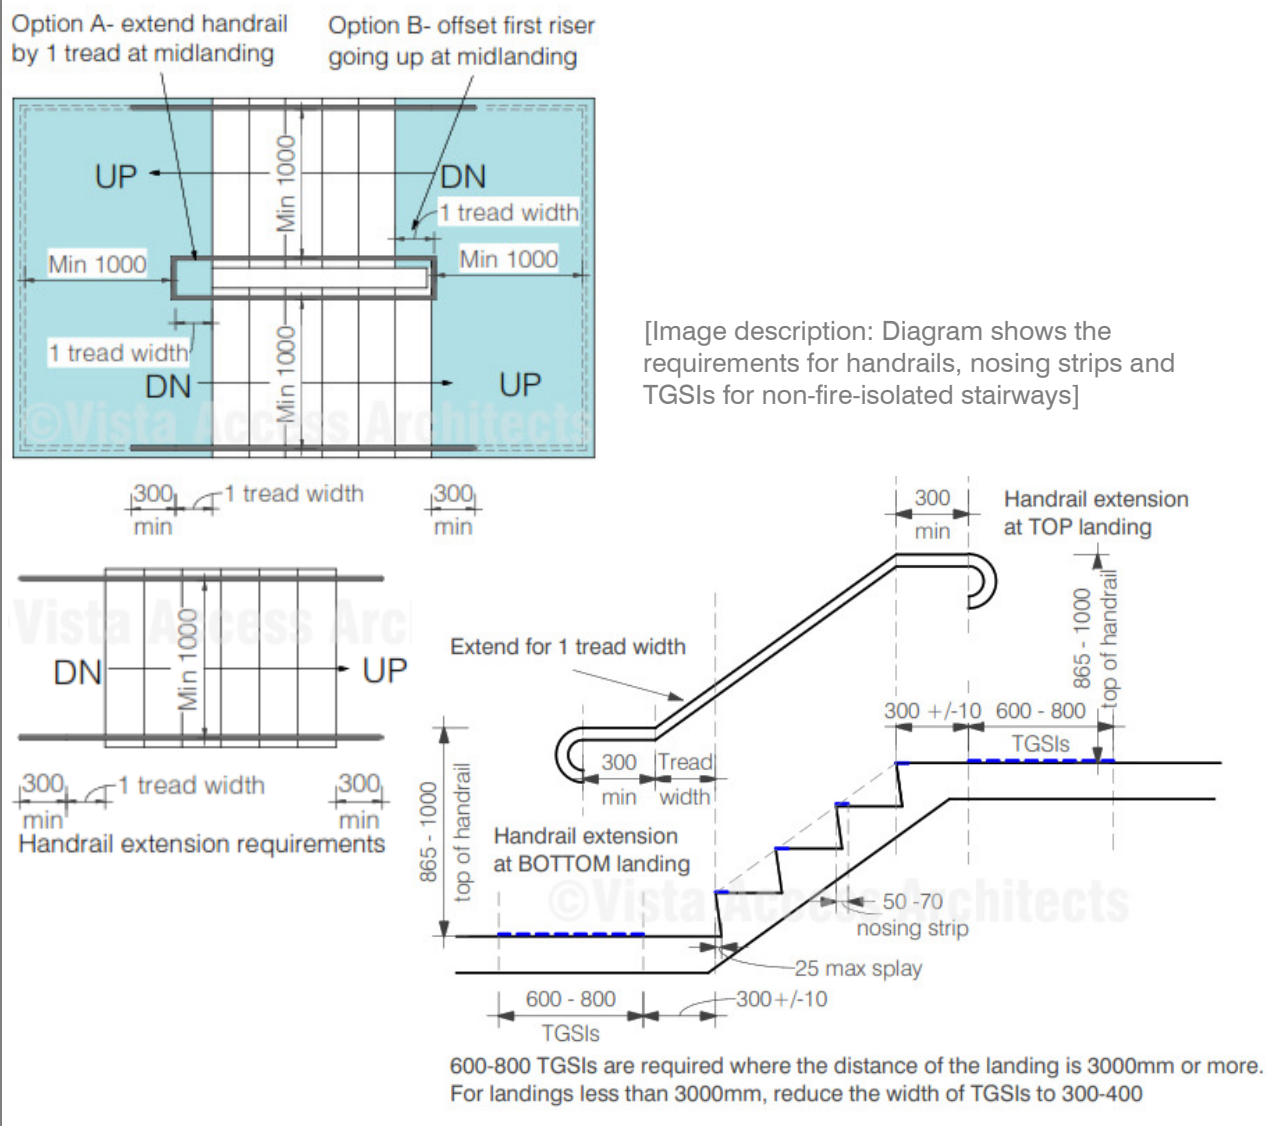 Option A- extend handrail
by 1 tread at midlanding
Option B- offset first riser
going up at midlanding
UP
Min 1000
DN
1 tread width
Min 1000
Min 1000
1 tread width
Min 1000
DN
UP
©Vista Access Architects
300
min
1 tread width
300
min
[Image description: Diagram shows the
requirements for handrails, nosing strips and
TGSIs for non-fire-isolated stairways]
Vista Access Arc
DN
Min 1000
UP
300
min
1 tread width
300
min
Handrail extension requirements
300
min
Handrail extension
at TOP landing
865 - 1000
top of handrail
Extend for 1 tread width
300 +/-10
600 - 800
TGSIs
300
min
Tread
width
865 - 1000
top of handrail
Handrail extension
at BOTTOM landing
©Vista Access Architects
50 -70
nosing strip
25 max splay
600 - 800
TGSIs
300+/-10
600-800 TGSIs are required where the distance of the landing is 3000mm or more.
For landings less than 3000mm, reduce the width of TGSIs to 300-400